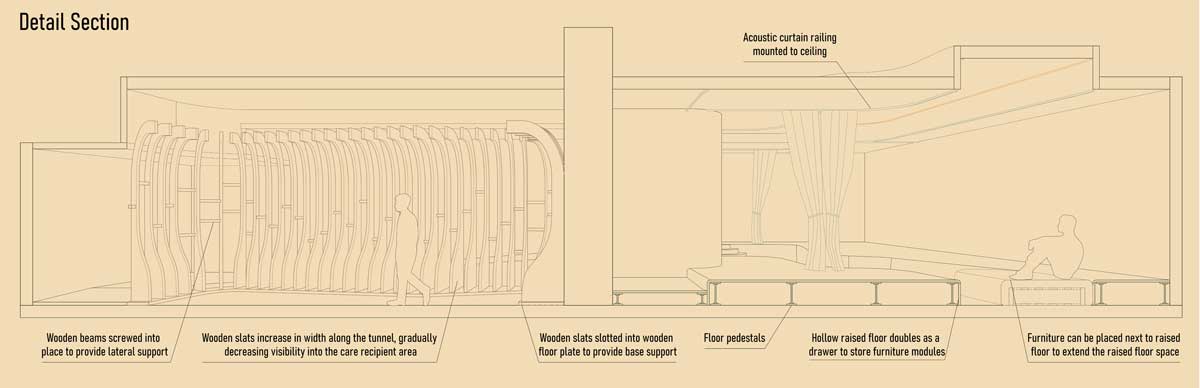 Detail Section
Acoustic curtain railing
mounted to ceiling
Wooden beams screwed into
place to provide lateral support
Wooden slats increase in width along the tunnel, gradually
decreasing visibility into the care recipient area
Wooden slats slotted into wooden
floor plate to provide base support
Floor pedestals
Hollow raised floor doubles as a
drawer to store furniture modules
Furniture can be placed next to raised
floor to extend the raised floor space